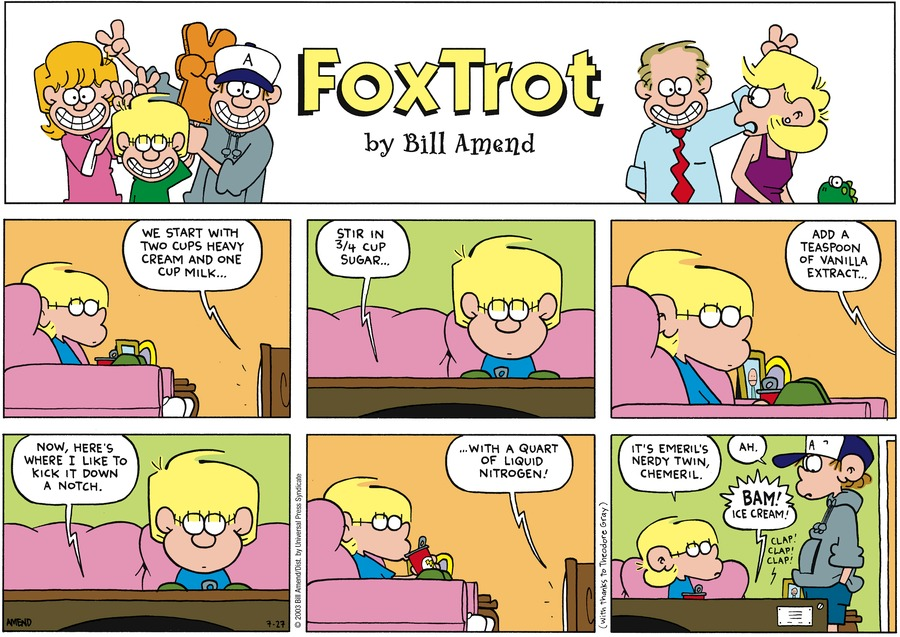 A
FOXTROT
by Bill Amend
WE START WITH
TWO CUPS HEAVY
CREAM AND ONE
CUP MILK...
STIR IN
3/4 CUP
SUGAR...
ADD A
TEASPOON
OF VANILLA
EXTRACT...
NOW, HERE'S
WHERE I LIKE TO
KICK IT DOWN
A NOTCH.
AMEND
7-27
© 2003 Bill Amend/Dist. by Universal Press Syndicate
...WITH A QUART
OF LIQUID
NITROGEN!
(With thanks to Theodore Gray)
IT'S EMERIL'S
NERDY TWIN,
CHEMERIL.
AH.
A
BAM!
ICE CREAM!
CLAP!
CLAP!
CLAP!